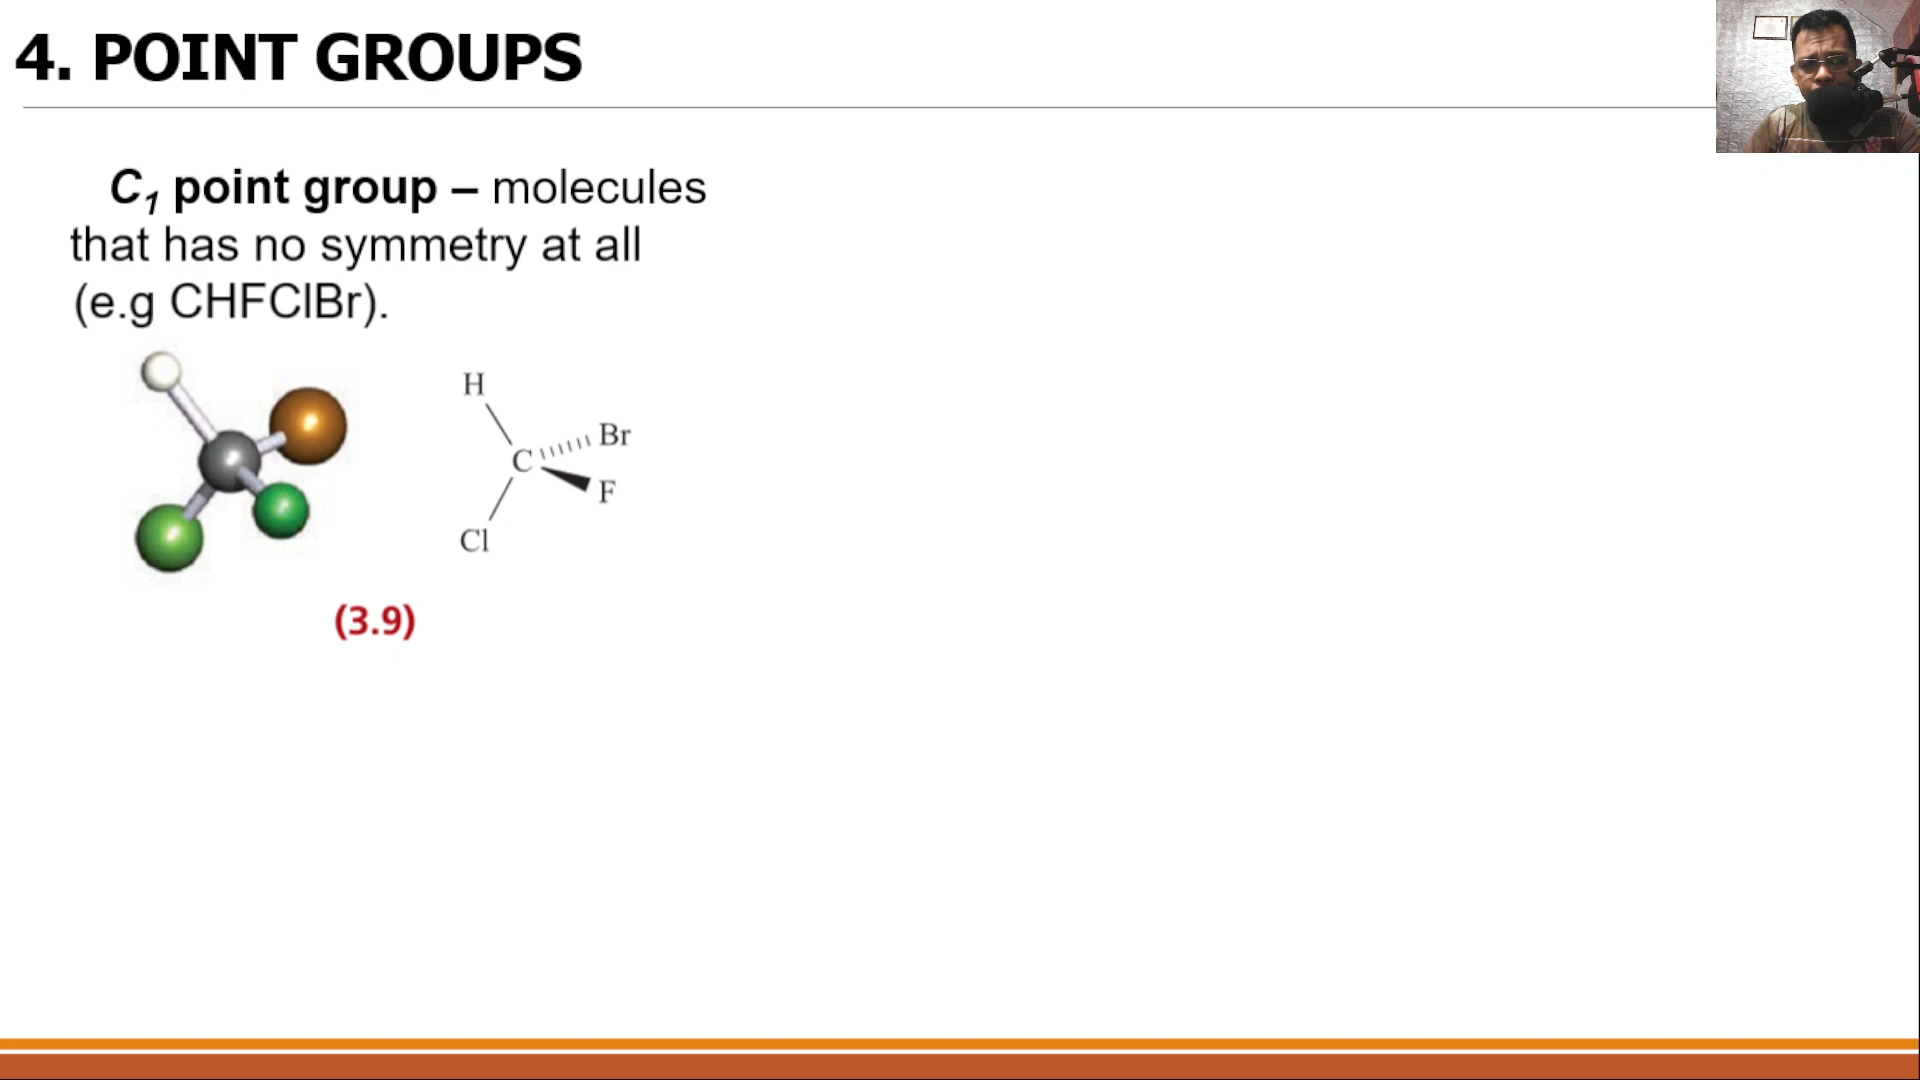 4. POINT GROUPS
C1 point group – molecules
that has no symmetry at all
(e.g CHFClBr).
H
Br
C
F
Cl
(3.9)